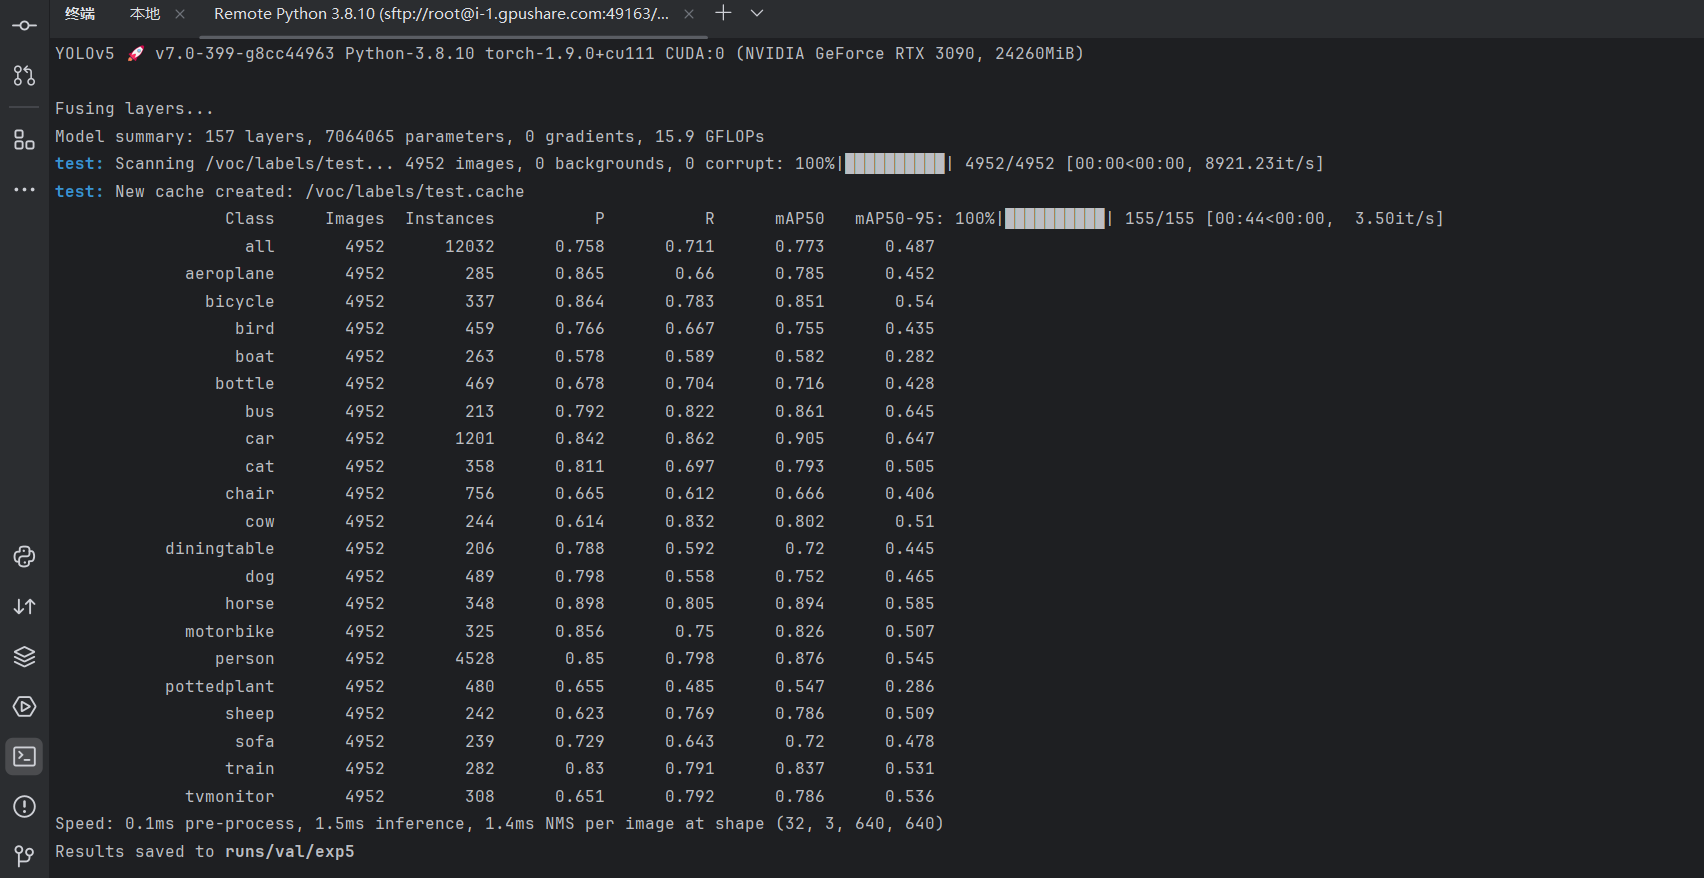 终端 本地 Remote Python 3.8.10 (sftp://root@i-1.gpushare.com:49163/...
YOLOv5 🚀 v7.0-399-g8cc44963 Python-3.8.10 torch-1.9.0+cu111 CUDA:0 (NVIDIA GeForce RTX 3090, 24260MiB)
Fusing layers...
Model summary: 157 layers, 7064065 parameters, 0 gradients, 15.9 GFLOPs
test: Scanning /voc/labels/test... 4952 images, 0 backgrounds, 0 corrupt: 100%|██████████| 4952/4952 [00:00<00:00, 8921.23it/s]
test: New cache created: /voc/labels/test.cache
Class Images Instances P R mAP50 mAP50-95: 100%|██████████| 155/155 [00:44<00:00, 3.50it/s]
all 4952 12032 0.758 0.711 0.773 0.487
aeroplane 4952 285 0.865 0.66 0.785 0.452
bicycle 4952 337 0.864 0.783 0.851 0.54
bird 4952 459 0.766 0.667 0.755 0.435
boat 4952 263 0.578 0.589 0.582 0.282
bottle 4952 469 0.678 0.704 0.716 0.428
bus 4952 213 0.792 0.822 0.861 0.645
car 4952 1201 0.842 0.862 0.905 0.647
cat 4952 358 0.811 0.697 0.793 0.505
chair 4952 756 0.665 0.612 0.666 0.406
cow 4952 244 0.614 0.832 0.802 0.51
diningtable 4952 206 0.788 0.592 0.72 0.445
dog 4952 489 0.798 0.558 0.752 0.465
horse 4952 348 0.898 0.805 0.894 0.585
motorbike 4952 325 0.856 0.75 0.826 0.507
person 4952 4528 0.85 0.798 0.876 0.545
pottedplant 4952 480 0.655 0.485 0.547 0.286
sheep 4952 242 0.623 0.769 0.786 0.509
sofa 4952 239 0.729 0.643 0.72 0.478
train 4952 282 0.83 0.791 0.837 0.531
tvmonitor 4952 308 0.651 0.792 0.786 0.536
Speed: 0.1ms pre-process, 1.5ms inference, 1.4ms NMS per image at shape (32, 3, 640, 640)
Results saved to runs/val/exp5